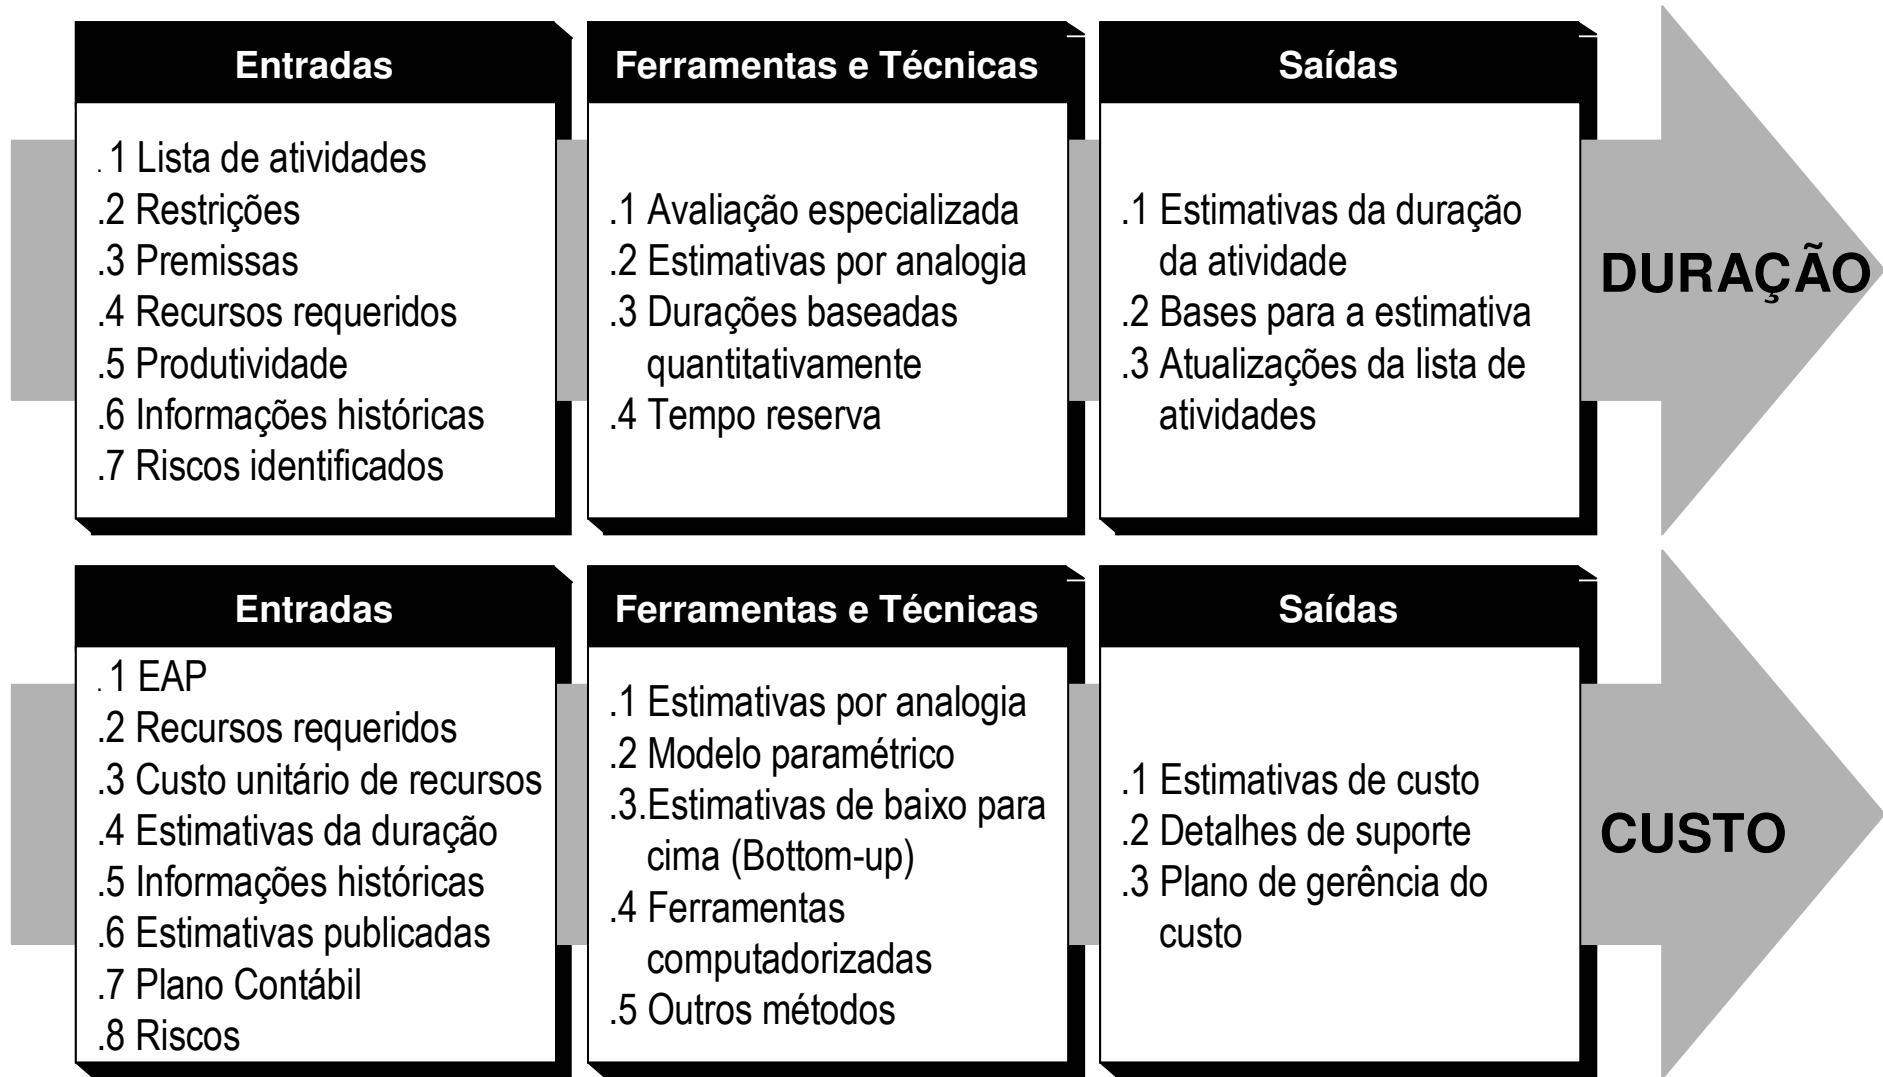 Entradas
. 1 Lista de atividades
.2 Restrições
.3 Premissas
.4 Recursos requeridos
.5 Produtividade
.6 Informações históricas
.7 Riscos identificados
Ferramentas e Técnicas
.1 Avaliação especializada
.2 Estimativas por analogia
.3 Durações baseadas
quantitativamente
.4 Tempo reserva
Saídas
.1 Estimativas da duração
da atividade
.2 Bases para a estimativa
.3 Atualizações da lista de
atividades
DURAÇÃO
Entradas
. 1 EAP
.2 Recursos requeridos
.3 Custo unitário de recursos
.4 Estimativas da duração
.5 Informações históricas
.6 Estimativas publicadas
.7 Plano Contábil
.8 Riscos
Ferramentas e Técnicas
.1 Estimativas por analogia
.2 Modelo paramétrico
.3.Estimativas de baixo para
cima (Bottom-up)
.4 Ferramentas
computadorizadas
.5 Outros métodos
Saídas
.1 Estimativas de custo
.2 Detalhes de suporte
.3 Plano de gerência do
custo
CUSTO